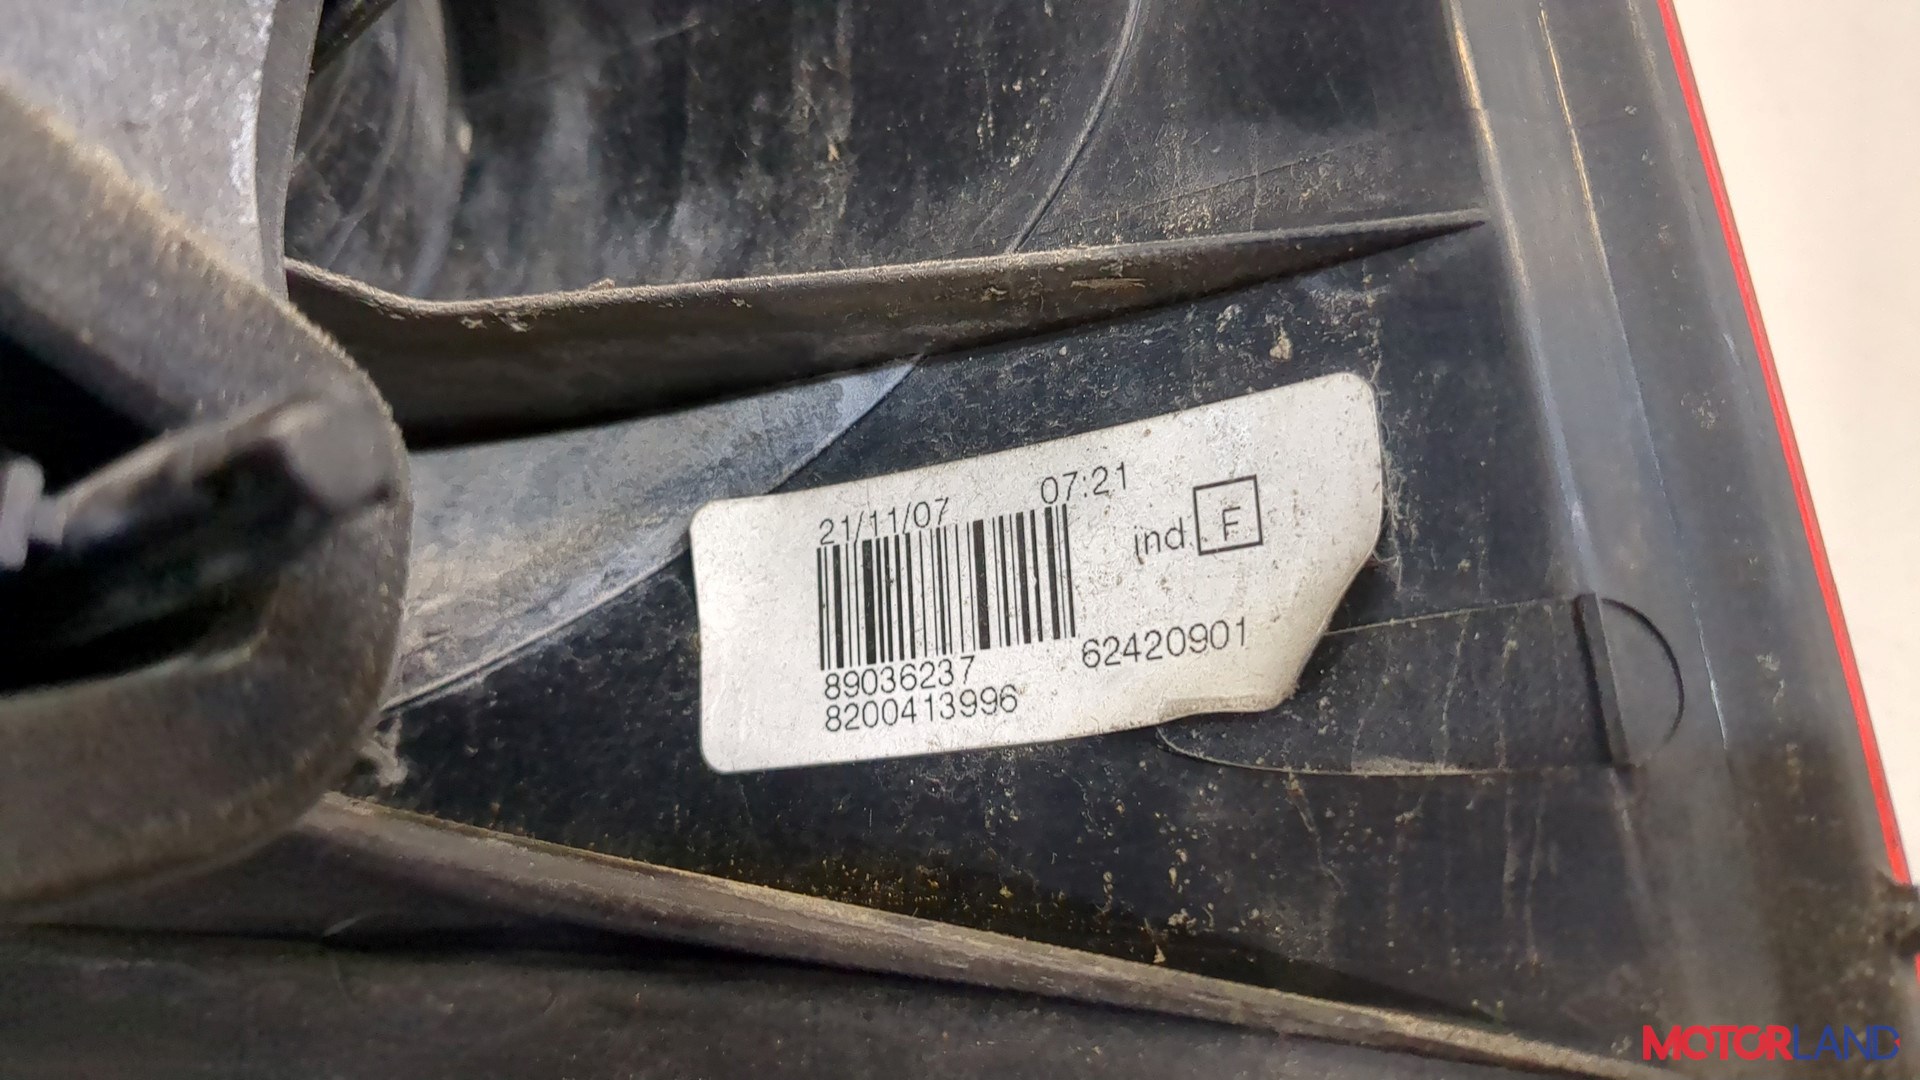 21/11/07 07:21
ind. F
89036237 62420901
8200413996
MOTORLAND